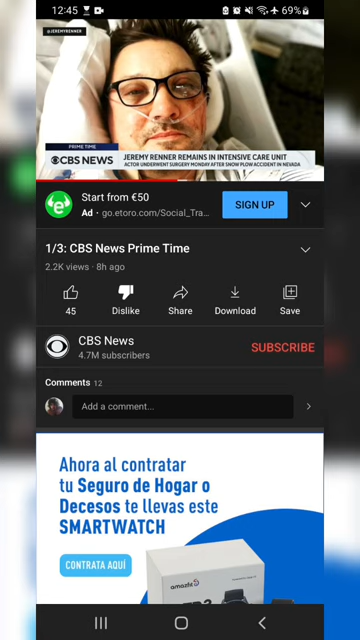 12:45
69%
@JEREMYRENNER
PRIME TIME
CBS NEWS
JEREMY RENNER REMAINS IN INTENSIVE CARE UNIT
ACTOR UNDERWENT SURGERY MONDAY AFTER SNOW PLOW ACCIDENT IN NEVADA
Start from €50
Ad · go.etoro.com/Social_Tra...
SIGN UP
1/3: CBS News Prime Time
2.2K views · 8h ago
45
Dislike
Share
Download
Save
CBS News
4.7M subscribers
SUBSCRIBE
Comments 12
Add a comment...
Ahora al contratar
tu Seguro de Hogar o
Decesos te llevas este
SMARTWATCH
CONTRATA AQUÍ
amazfit